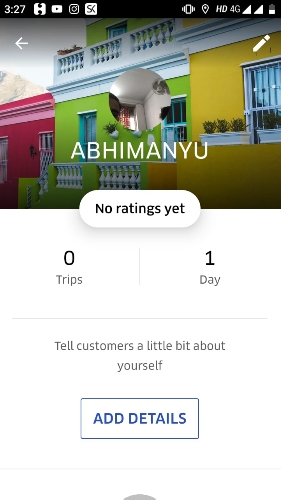 3:27 HD 4G
ABHIMANYU
No ratings yet
0 1
Trips Day
Tell customers a little bit about
yourself
ADD DETAILS